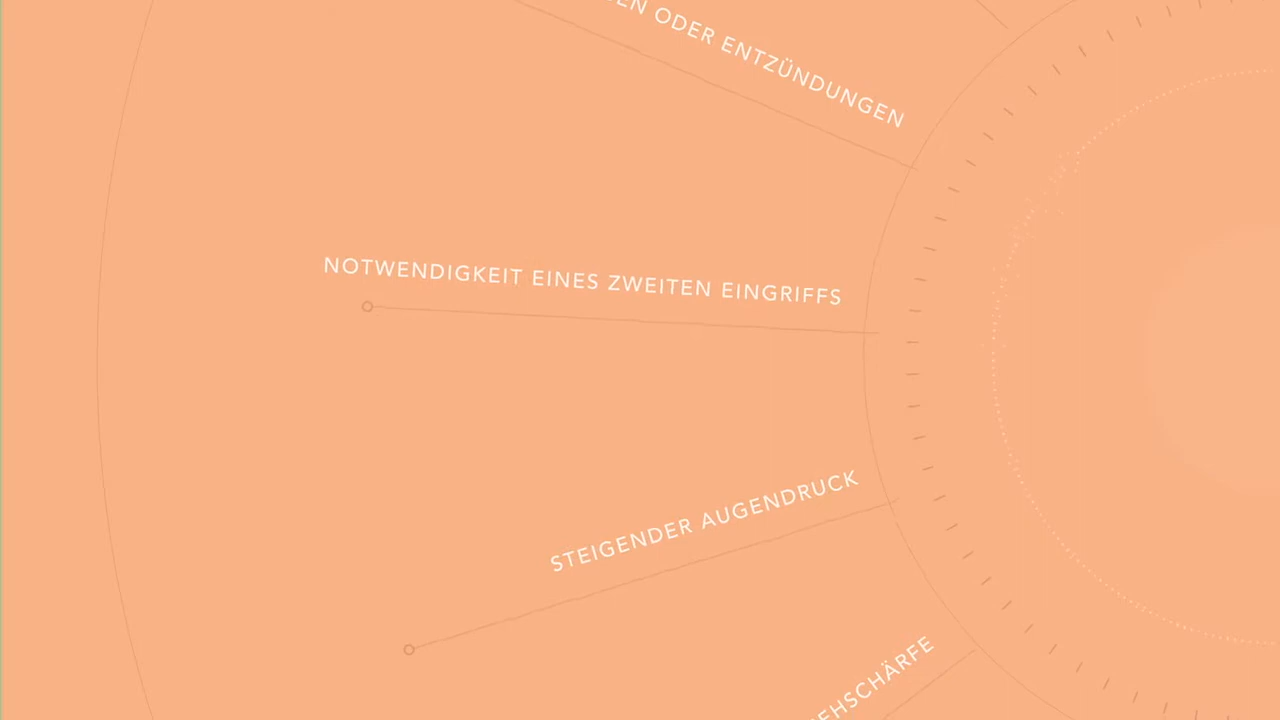 ODER ENTZÜNDUNGEN
NOTWENDIGKEIT EINES ZWEITEN EINGRIFFS
STEIGENDER AUGENDRUCK